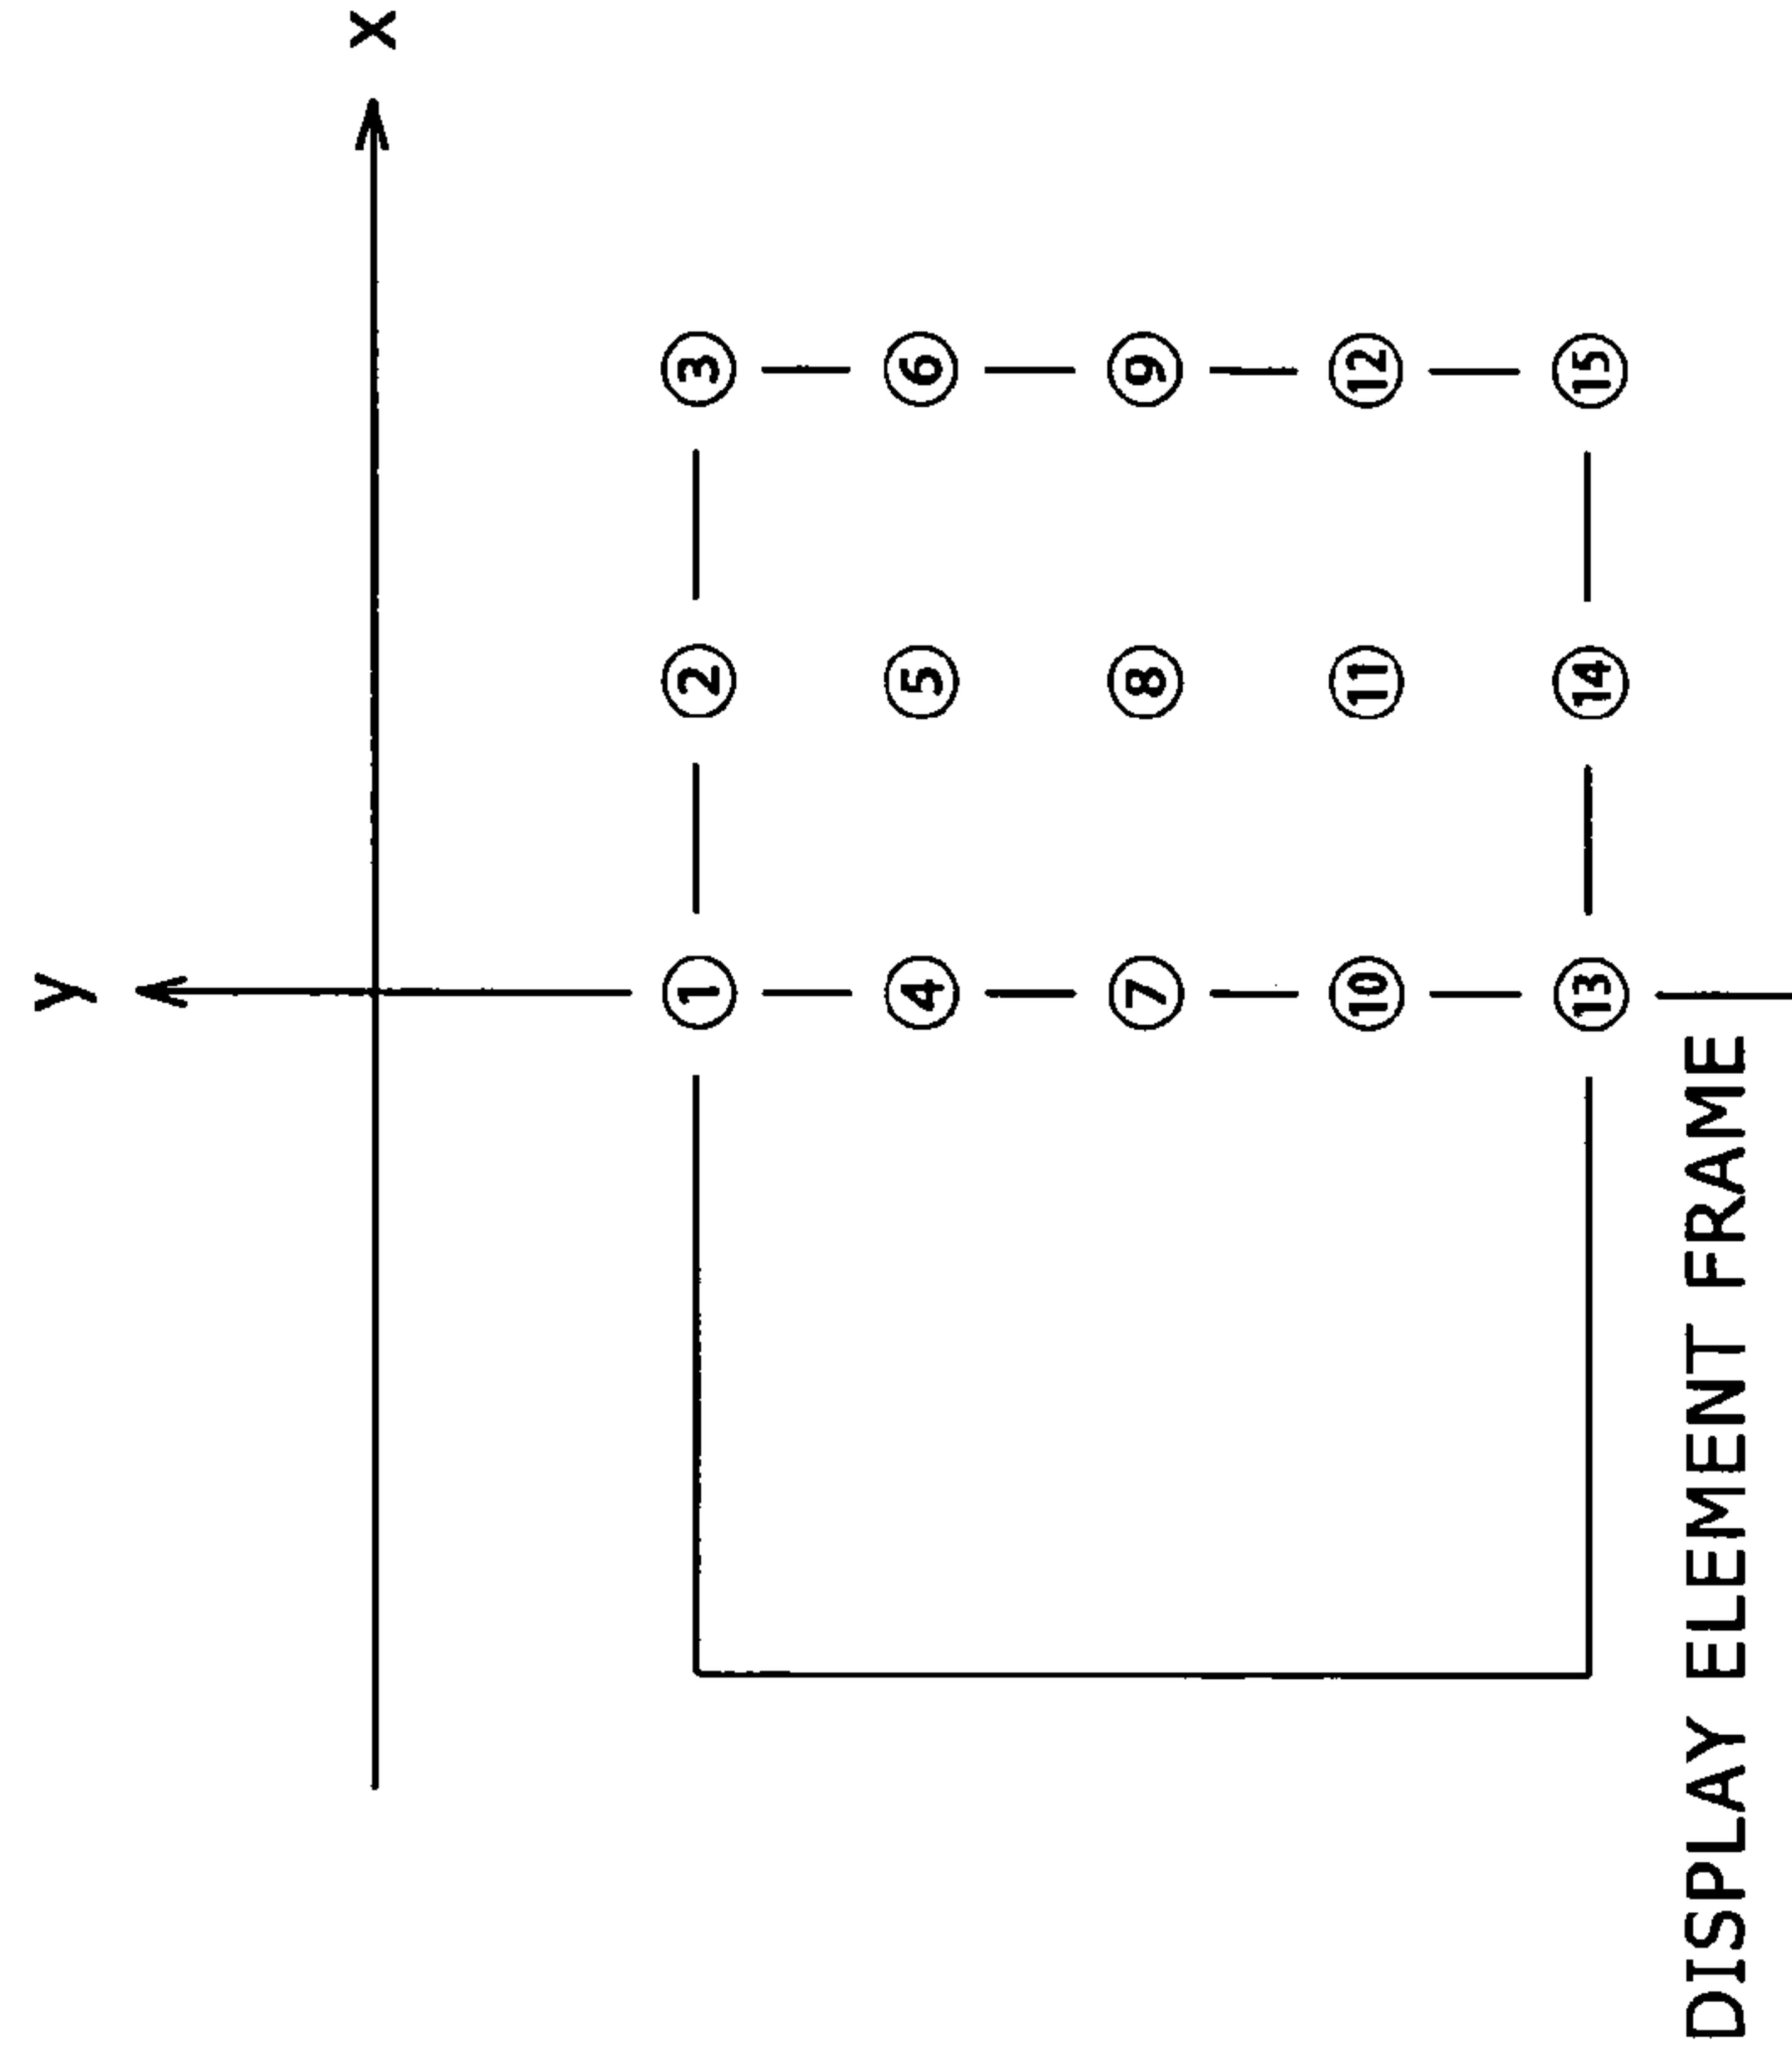 y
x
① ② ③
④ ⑤ ⑥
⑦ ⑧ ⑨
⑩ ⑪ ⑫
⑬ ⑭ ⑮
DISPLAY ELEMENT FRAME